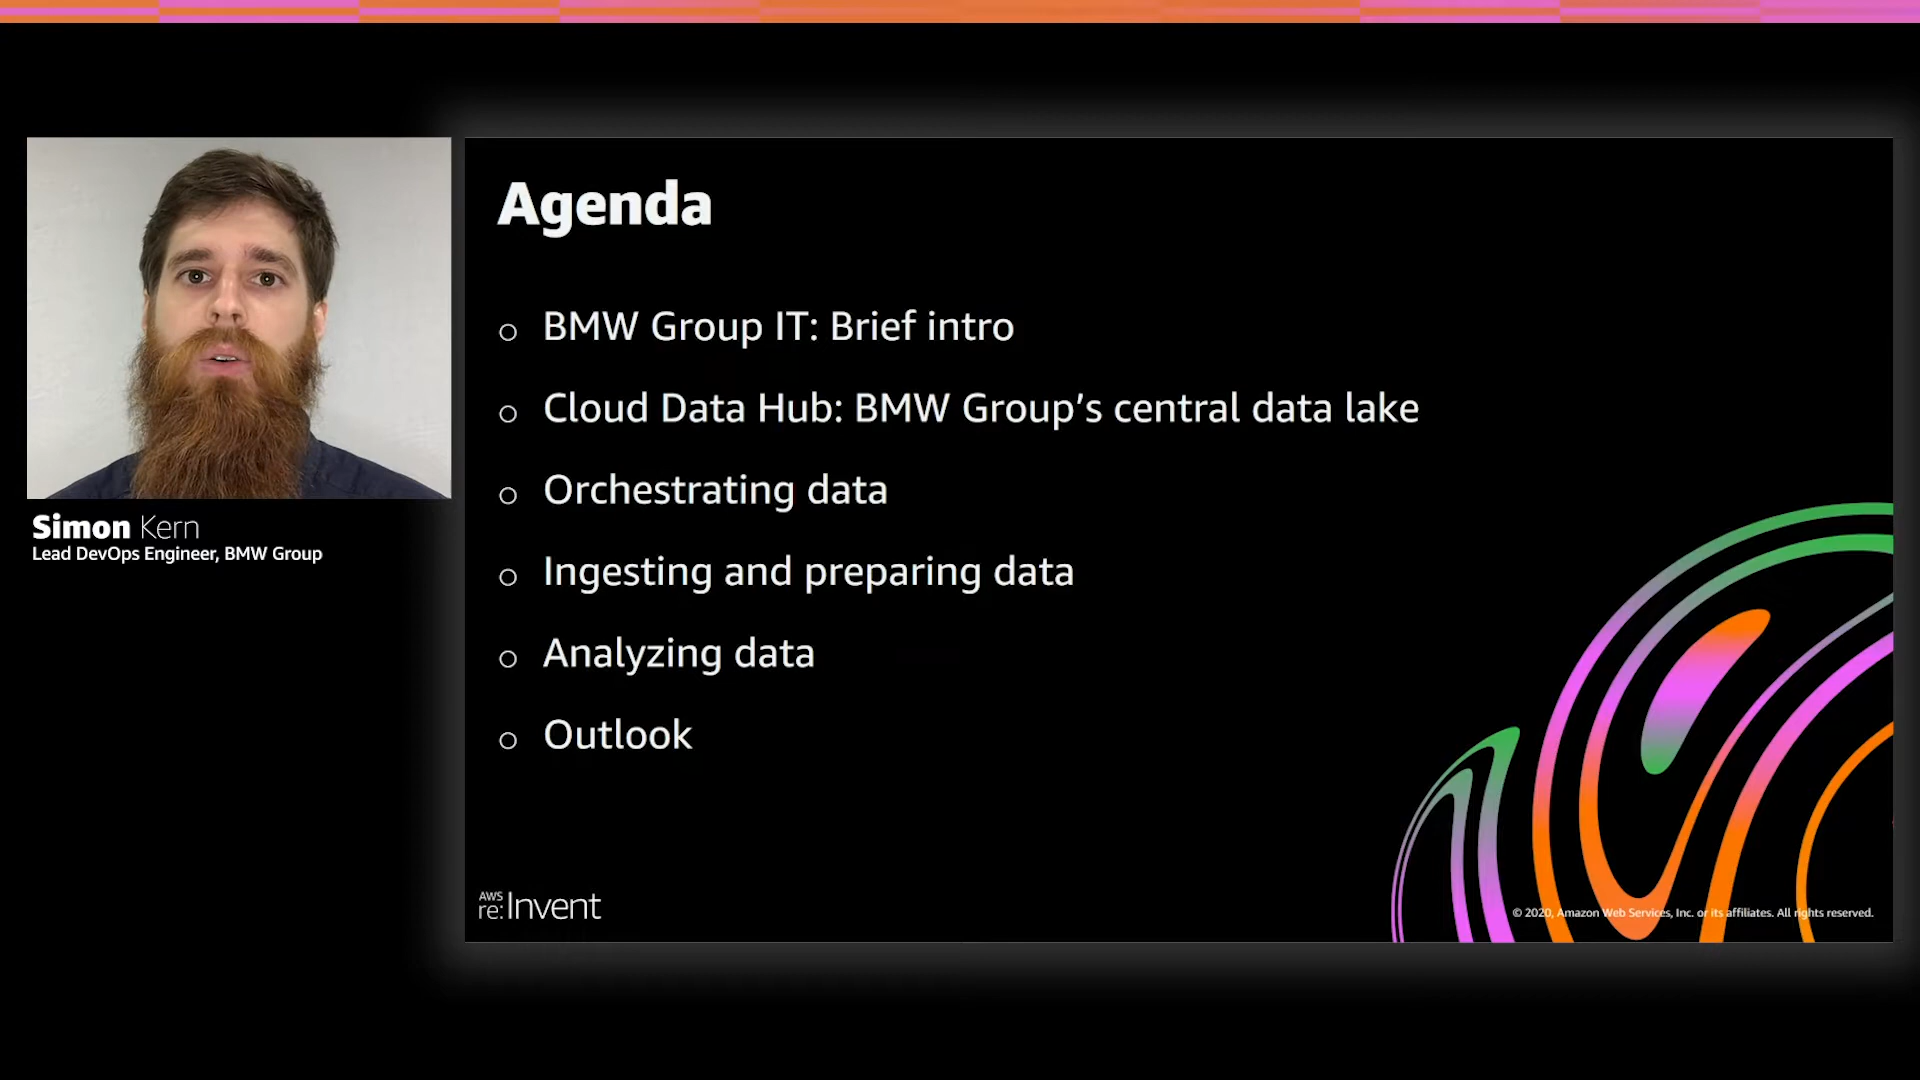 Agenda
○ BMW Group IT: Brief intro
○ Cloud Data Hub: BMW Group’s central data lake
○ Orchestrating data
○ Ingesting and preparing data
○ Analyzing data
○ Outlook
Simon Kern
Lead DevOps Engineer, BMW Group
AWS
re:Invent
© 2020, Amazon Web Services, Inc. or its affiliates. All rights reserved.